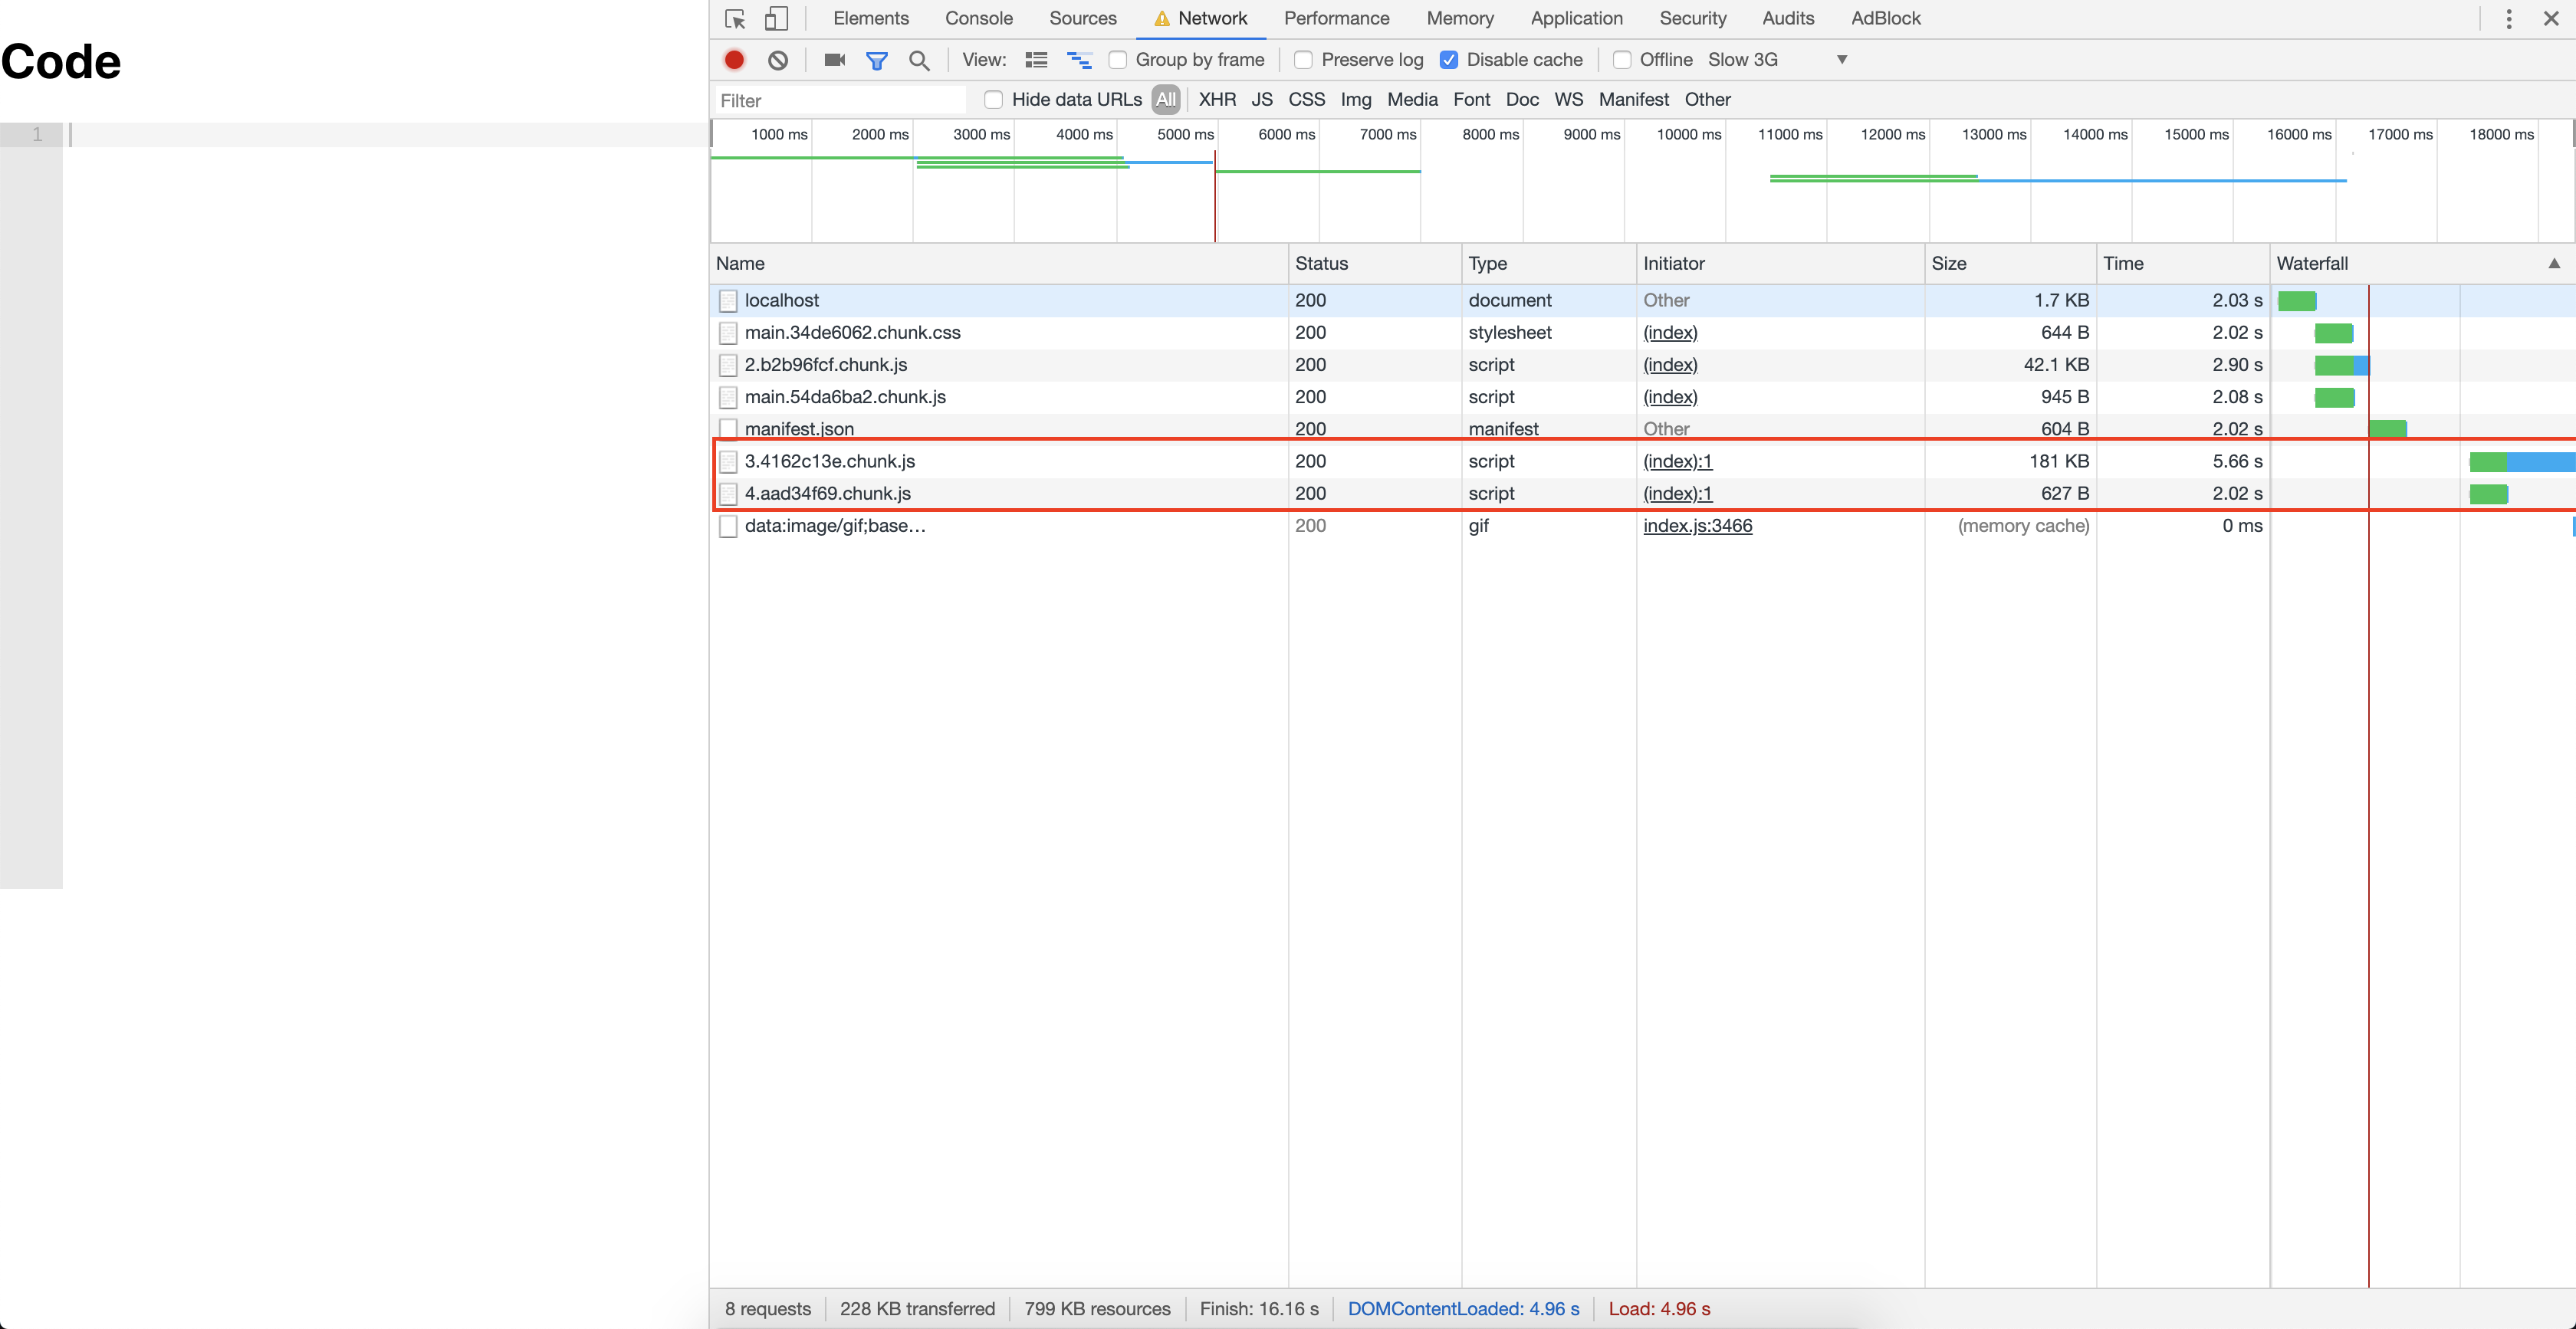 Code
1
Elements Console Sources Network Performance Memory Application Security Audits AdBlock
View: Group by frame Preserve log Disable cache Offline Slow 3G
Filter Hide data URLs All XHR JS CSS Img Media Font Doc WS Manifest Other
1000 ms 2000 ms 3000 ms 4000 ms 5000 ms 6000 ms 7000 ms 8000 ms 9000 ms 10000 ms 11000 ms 12000 ms 13000 ms 14000 ms 15000 ms 16000 ms 17000 ms 18000 ms
Name Status Type Initiator Size Time Waterfall
localhost 200 document Other 1.7 KB 2.03 s
main.34de6062.chunk.css 200 stylesheet (index) 644 B 2.02 s
2.b2b96fcf.chunk.js 200 script (index) 42.1 KB 2.90 s
main.54da6ba2.chunk.js 200 script (index) 945 B 2.08 s
manifest.json 200 manifest Other 604 B 2.02 s
3.4162c13e.chunk.js 200 script (index):1 181 KB 5.66 s
4.aad34f69.chunk.js 200 script (index):1 627 B 2.02 s
data:image/gif;base… 200 gif index.js:3466 (memory cache) 0 ms
8 requests 228 KB transferred 799 KB resources Finish: 16.16 s DOMContentLoaded: 4.96 s Load: 4.96 s